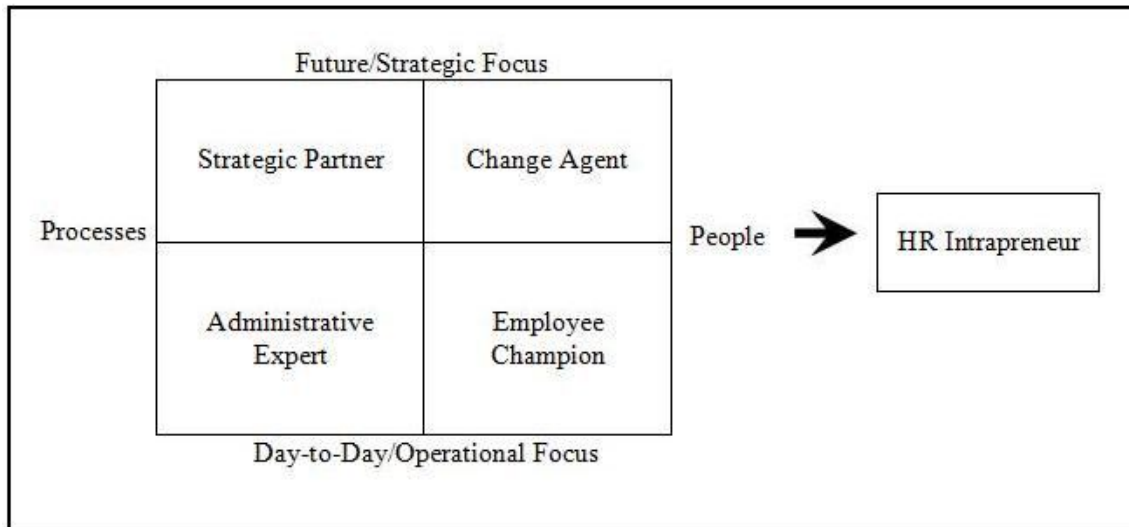 Future/Strategic Focus
Strategic Partner
Change Agent
Processes
People
HR Intrapreneur
Administrative
Expert
Employee
Champion
Day-to-Day/Operational Focus